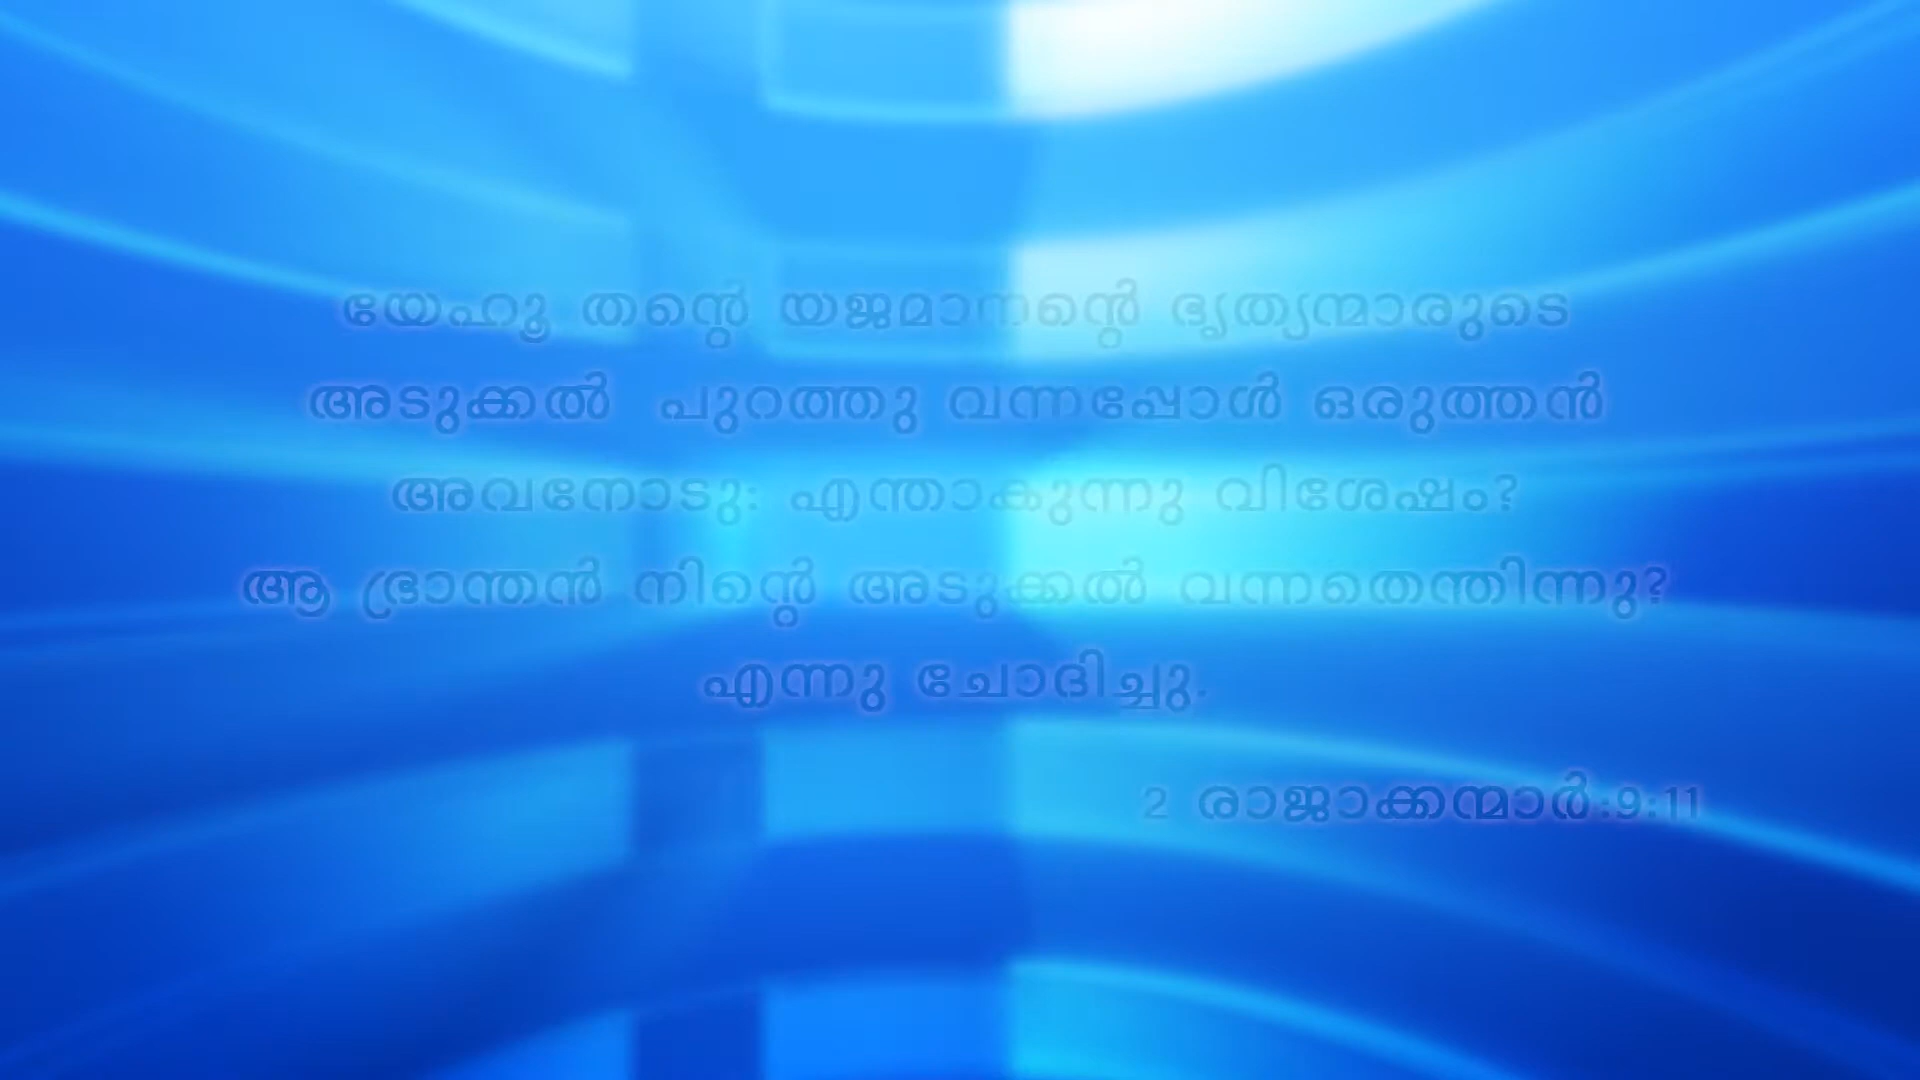 യേഹൂ തന്റെ യജമാനന്റെ ഭൃത്യന്മാരുടെ
അടുക്കൽ പുറത്തു വന്നപ്പോൾ ഒരുത്തൻ
അവനോടു: എന്താകുന്നു വിശേഷം?
ആ ഭ്രാന്തൻ നിന്റെ അടുക്കൽ വന്നതെന്തിന്നു?
എന്നു ചോദിച്ചു.
2 രാജാക്കന്മാർ:9:11